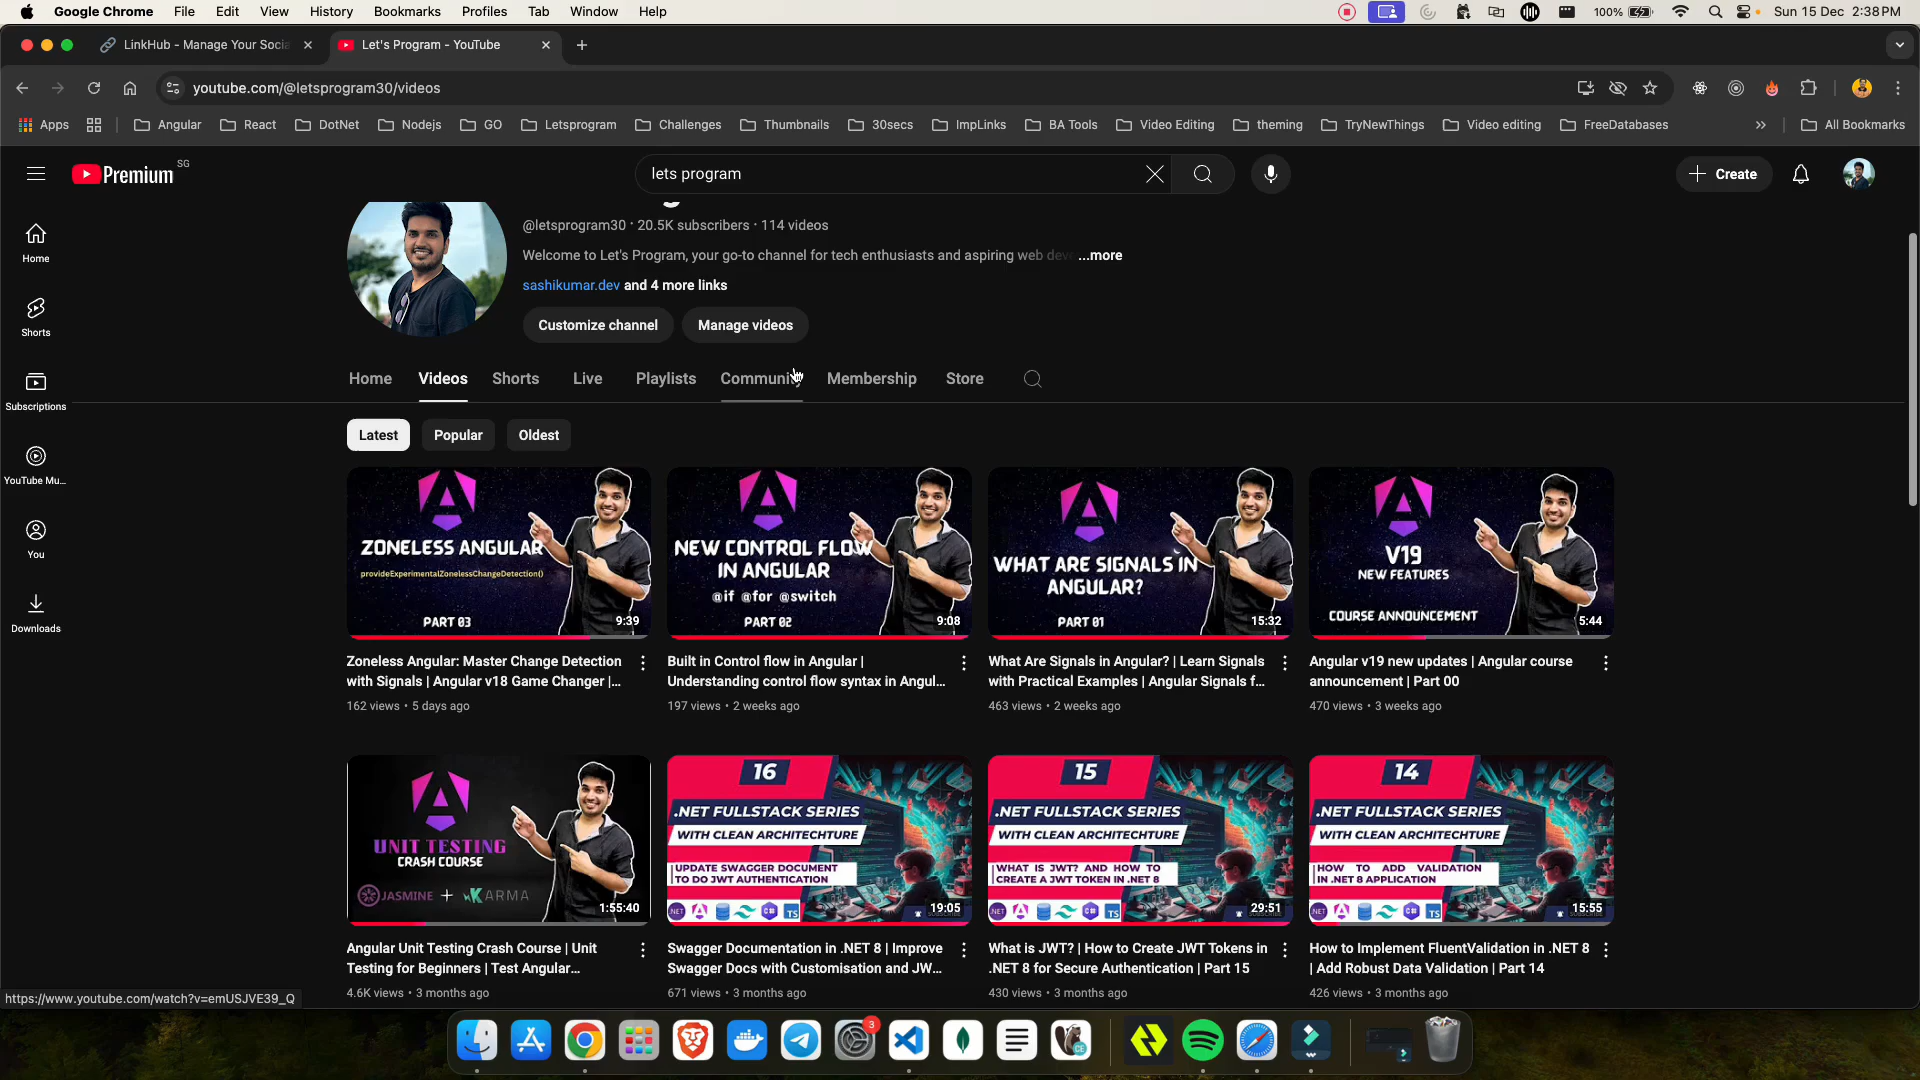 Google Chrome File Edit View History Bookmarks Profiles Tab Window Help 100% Sun 15 Dec 2:38 PM
LinkHub - Manage Your Socia Let's Program - YouTube
youtube.com/@letsprogram30/videos
Apps Angular React DotNet Nodejs GO Letsprogram Challenges Thumbnails 30secs ImpLinks BA Tools Video Editing theming TryNewThings Video editing FreeDatabases » All Bookmarks
Premium SG
lets program
Create
Home
Shorts
Subscriptions
YouTube Mu...
You
Downloads
@letsprogram30 • 20.5K subscribers • 114 videos
Welcome to Let's Program, your go-to channel for tech enthusiasts and aspiring web deve ...more
sashikumar.dev and 4 more links
Customize channel Manage videos
Home Videos Shorts Live Playlists Community Membership Store
Latest Popular Oldest
ZONELESS ANGULAR
provideExperimentalZonelessChangeDetection()
PART 03
9:39
NEW CONTROL FLOW
IN ANGULAR
@if @for @switch
PART 02
9:08
WHAT ARE SIGNALS IN
ANGULAR?
PART 01
15:32
V19
NEW FEATURES
COURSE ANNOUNCEMENT
5:44
Zoneless Angular: Master Change Detection
with Signals | Angular v18 Game Changer |...
162 views • 5 days ago
Built in Control flow in Angular |
Understanding control flow syntax in Angul...
197 views • 2 weeks ago
What Are Signals in Angular? | Learn Signals
with Practical Examples | Angular Signals f...
463 views • 2 weeks ago
Angular v19 new updates | Angular course
announcement | Part 00
470 views • 3 weeks ago
UNIT TESTING
CRASH COURSE
JASMINE + KARMA
1:55:40
16
.NET FULLSTACK SERIES
WITH CLEAN ARCHITECHTURE
UPDATE SWAGGER DOCUMENT
TO DO JWT AUTHENTICATION
19:05
15
.NET FULLSTACK SERIES
WITH CLEAN ARCHITECHTURE
WHAT IS JWT? AND HOW TO
CREATE A JWT TOKEN IN .NET 8
29:51
14
.NET FULLSTACK SERIES
WITH CLEAN ARCHITECHTURE
HOW TO ADD VALIDATION
IN .NET 8 APPLICATION
15:55
Angular Unit Testing Crash Course | Unit
Testing for Beginners | Test Angular...
4.6K views • 3 months ago
Swagger Documentation in .NET 8 | Improve
Swagger Docs with Customisation and JW...
671 views • 3 months ago
What is JWT? | How to Create JWT Tokens in
.NET 8 for Secure Authentication | Part 15
430 views • 3 months ago
How to Implement FluentValidation in .NET 8
| Add Robust Data Validation | Part 14
426 views • 3 months ago
https://www.youtube.com/watch?v=emUSJVE39_Q
3